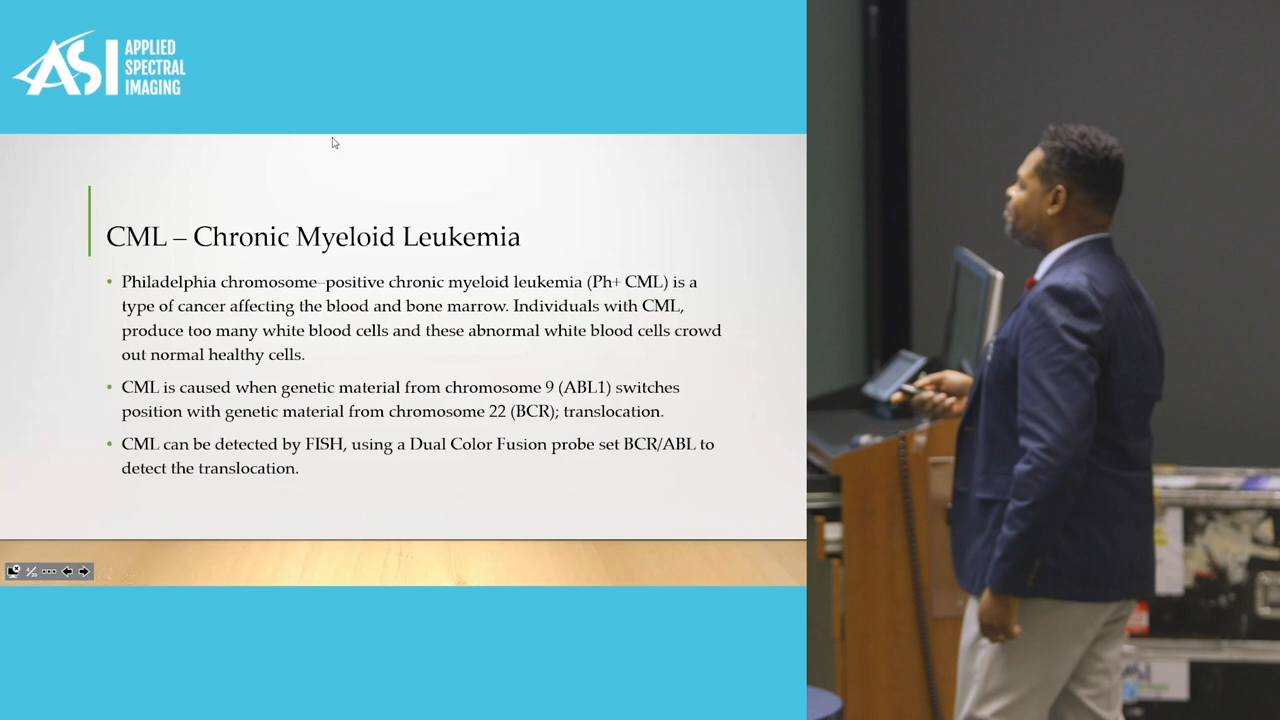 ASI
APPLIED
SPECTRAL
IMAGING
CML – Chronic Myeloid Leukemia
• Philadelphia chromosome–positive chronic myeloid leukemia (Ph+ CML) is a
type of cancer affecting the blood and bone marrow. Individuals with CML,
produce too many white blood cells and these abnormal white blood cells crowd
out normal healthy cells.
• CML is caused when genetic material from chromosome 9 (ABL1) switches
position with genetic material from chromosome 22 (BCR); translocation.
• CML can be detected by FISH, using a Dual Color Fusion probe set BCR/ABL to
detect the translocation.